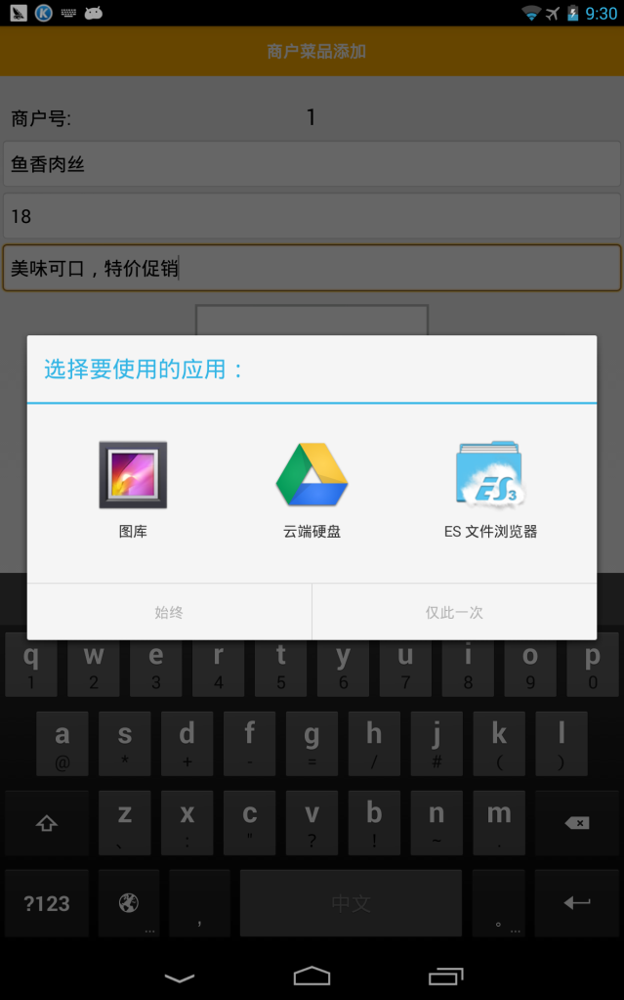 9:30
商户菜品添加
商户号: 1
鱼香肉丝
18
美味可口，特价促销
选择要使用的应用：
图库 云端硬盘 ES 文件浏览器
始终 仅此一次
q w e r t y u i o p
1 2 3 4 5 6 7 8 9 0
a s d f g h j k l
@ * + - = / # ( )
z x c v b n m
、 : " ? ! ~ .
?123 , 中文 。